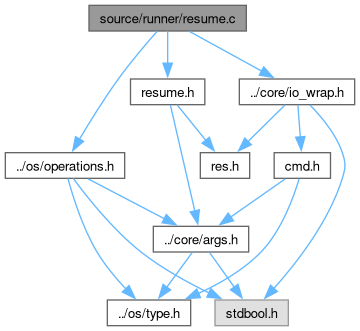 source/runner/resume.c
resume.h
../core/io_wrap.h
../os/operations.h
res.h
cmd.h
../core/args.h
../os/type.h
stdbool.h